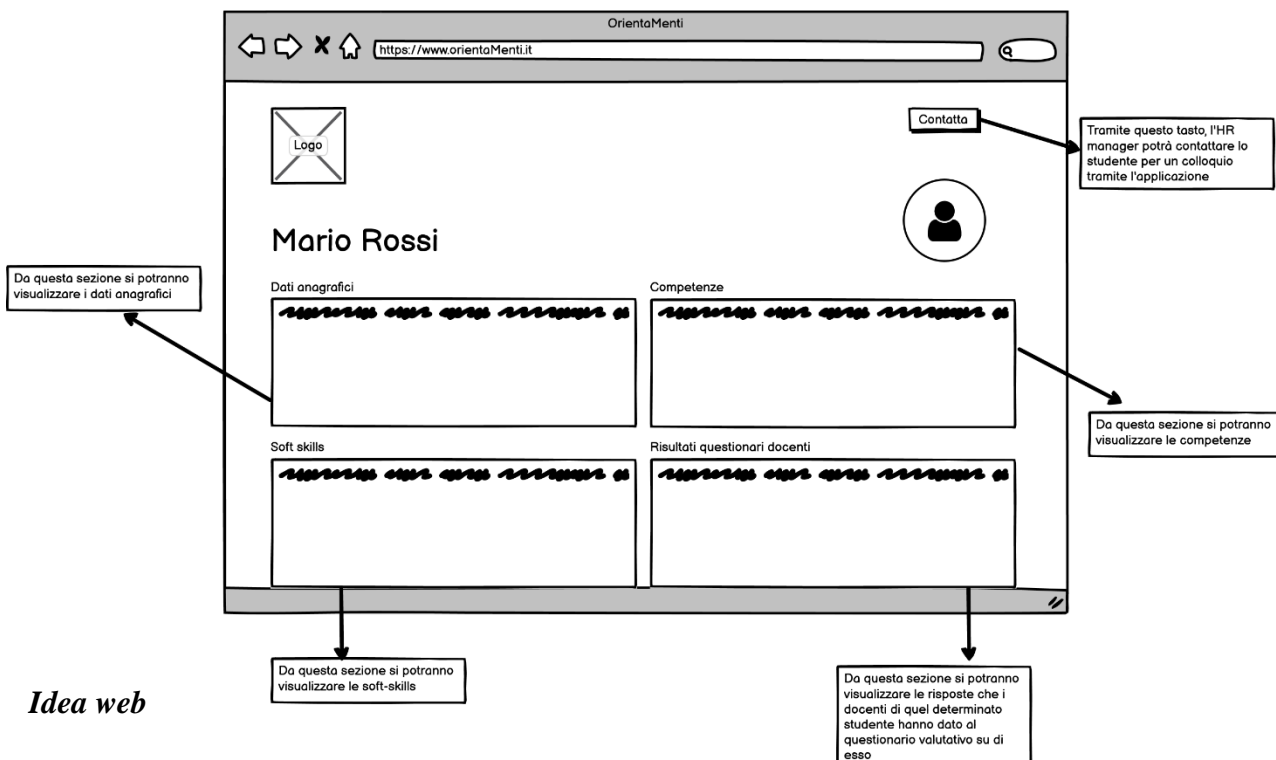 OrientaMenti
https://www.orientaMenti.it
Logo
Contatta
Tramite questo tasto, l'HR
manager potrà contattare lo
studente per un colloquio
tramite l'applicazione
Mario Rossi
Da questa sezione si potranno
visualizzare i dati anagrafici
Dati anagrafici
Competenze
Da questa sezione si potranno
visualizzare le competenze
Soft skills
Risultati questionari docenti
Da questa sezione si potranno
visualizzare le soft-skills
Da questa sezione si potranno
visualizzare le risposte che i
docenti di quel determinato
studente hanno dato al
questionario valutativo su di
esso
Idea web